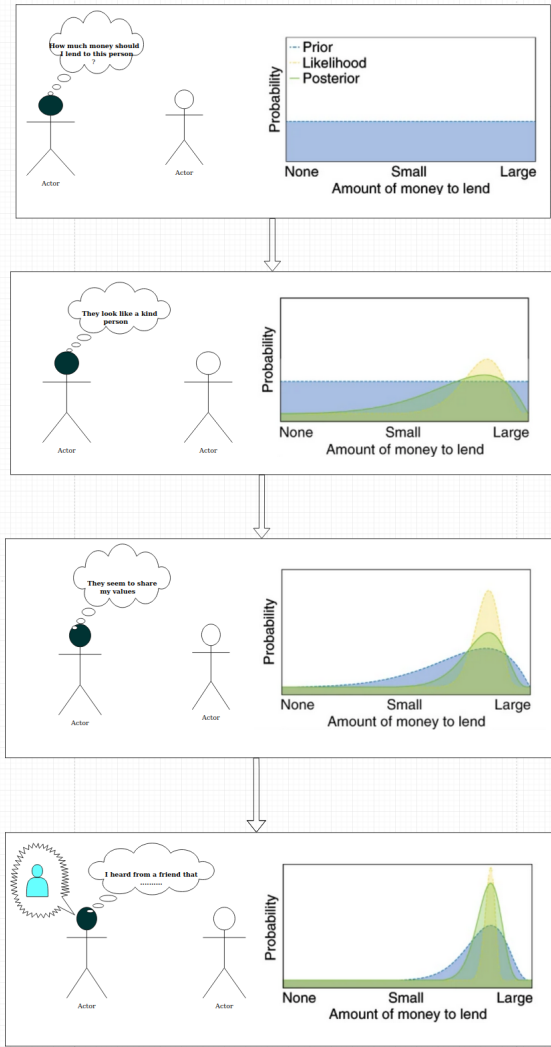 How much money should
I lend to this person
?
Actor
Actor
Prior
Likelihood
Posterior
Probability
None Small Large
Amount of money to lend
They look like a kind
person
Actor
Actor
Probability
None Small Large
Amount of money to lend
They seem to share
my values
Actor
Actor
Probability
None Small Large
Amount of money to lend
I heard from a friend that
..........
Actor
Actor
Probability
None Small Large
Amount of money to lend